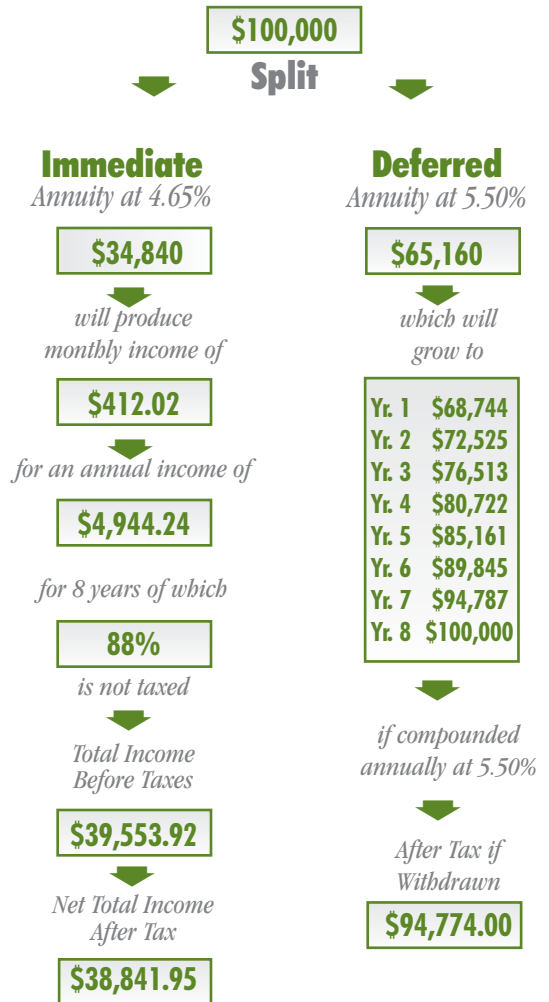 $100,000
Split
Immediate
Annuity at 4.65%
$34,840
will produce
monthly income of
$412.02
for an annual income of
$4,944.24
for 8 years of which
88%
is not taxed
Total Income
Before Taxes
$39,553.92
Net Total Income
After Tax
$38,841.95
Deferred
Annuity at 5.50%
$65,160
which will
grow to
Yr. 1 $68,744
Yr. 2 $72,525
Yr. 3 $76,513
Yr. 4 $80,722
Yr. 5 $85,161
Yr. 6 $89,845
Yr. 7 $94,787
Yr. 8 $100,000
if compounded
annually at 5.50%
After Tax if
Withdrawn
$94,774.00